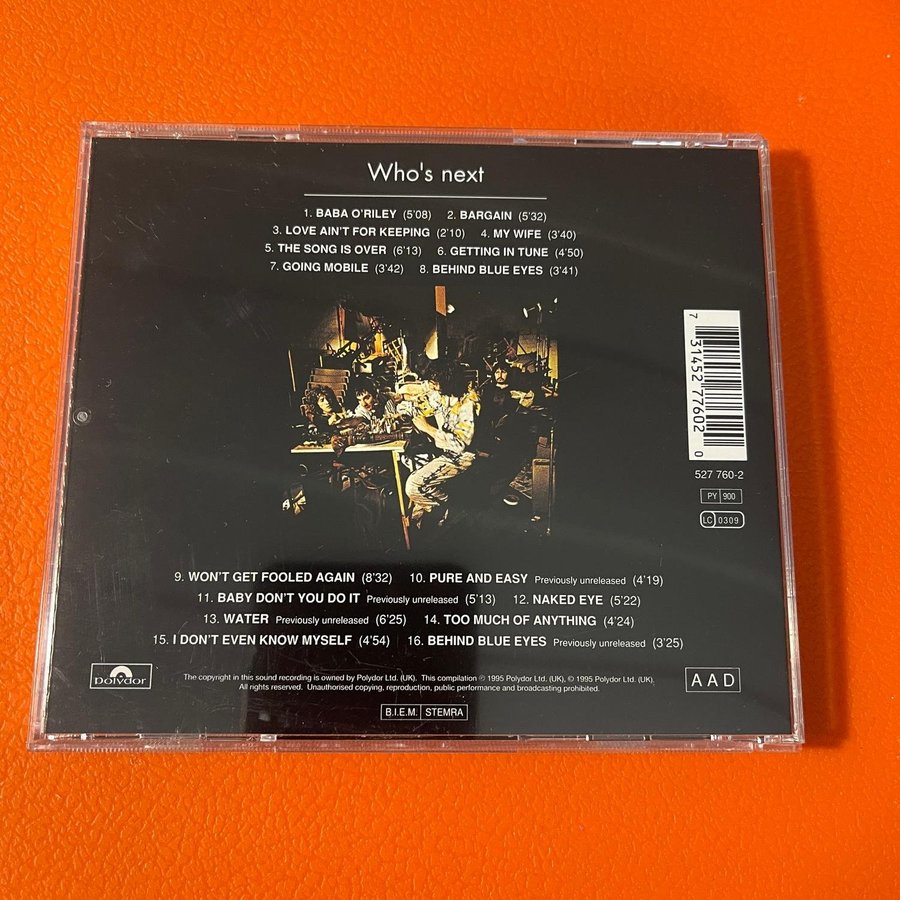 Who's next
1. BABA O'RILEY (5'08) 2. BARGAIN (5'32)
3. LOVE AIN'T FOR KEEPING (2'10) 4. MY WIFE (3'40)
5. THE SONG IS OVER (6'13) 6. GETTING IN TUNE (4'50)
7. GOING MOBILE (3'42) 8. BEHIND BLUE EYES (3'41)
7 31452 77602 0
527 760-2
PY 900
LC 0309
9. WON'T GET FOOLED AGAIN (8'32) 10. PURE AND EASY Previously unreleased (4'19)
11. BABY DON'T YOU DO IT Previously unreleased (5'13) 12. NAKED EYE (5'22)
13. WATER Previously unreleased (6'25) 14. TOO MUCH OF ANYTHING (4'24)
15. I DON'T EVEN KNOW MYSELF (4'54) 16. BEHIND BLUE EYES Previously unreleased (3'25)
polydor
The copyright in this sound recording is owned by Polydor Ltd. (UK). This compilation ℗ 1995 Polydor Ltd. (UK), © 1995 Polydor Ltd. (UK).
All rights reserved. Unauthorised copying, reproduction, public performance and broadcasting prohibited.
AAD
B.I.E.M. STEMRA